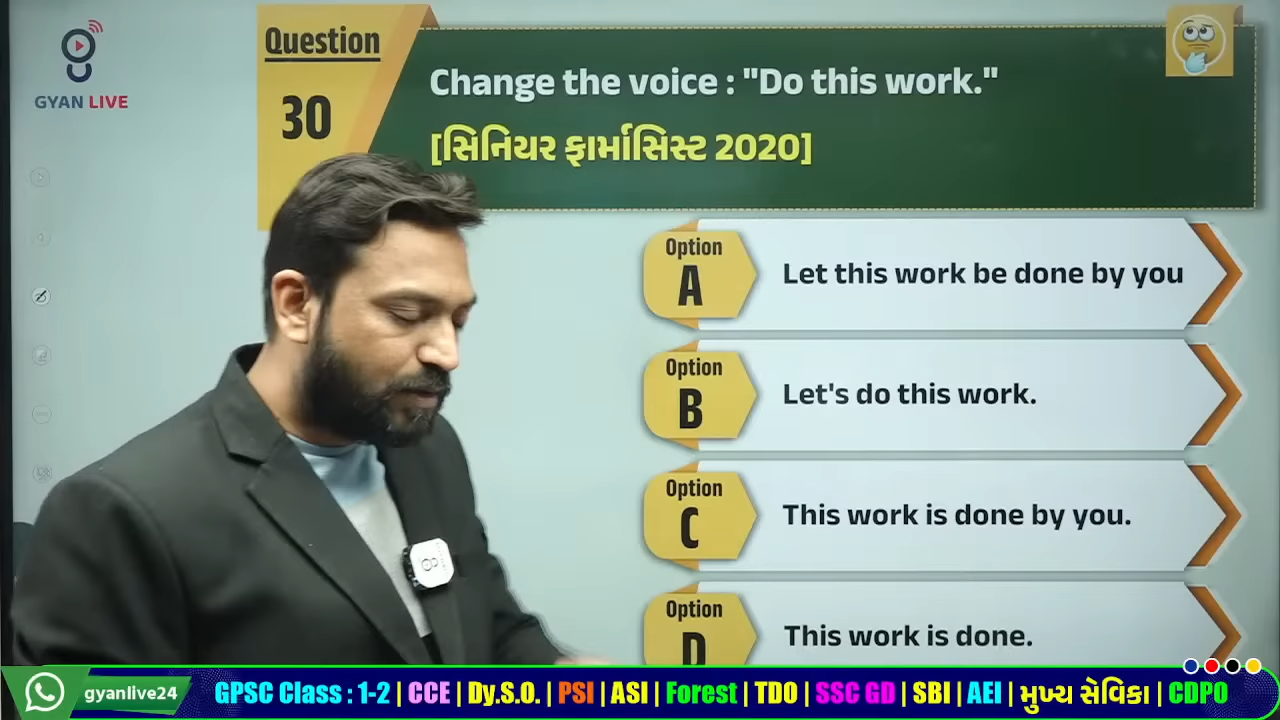 GYAN LIVE
Question
30
Change the voice : "Do this work."
[સિનિયર ફાર્માસિસ્ટ 2020]
Option
A
Let this work be done by you
Option
B
Let's do this work.
Option
C
This work is done by you.
Option
D
This work is done.
gyanlive24
GPSC Class : 1-2 | CCE | Dy.S.O. | PSI | ASI | Forest | TDO | SSC GD | SBI | AEI | મુખ્ય સેવિકા | CDPO